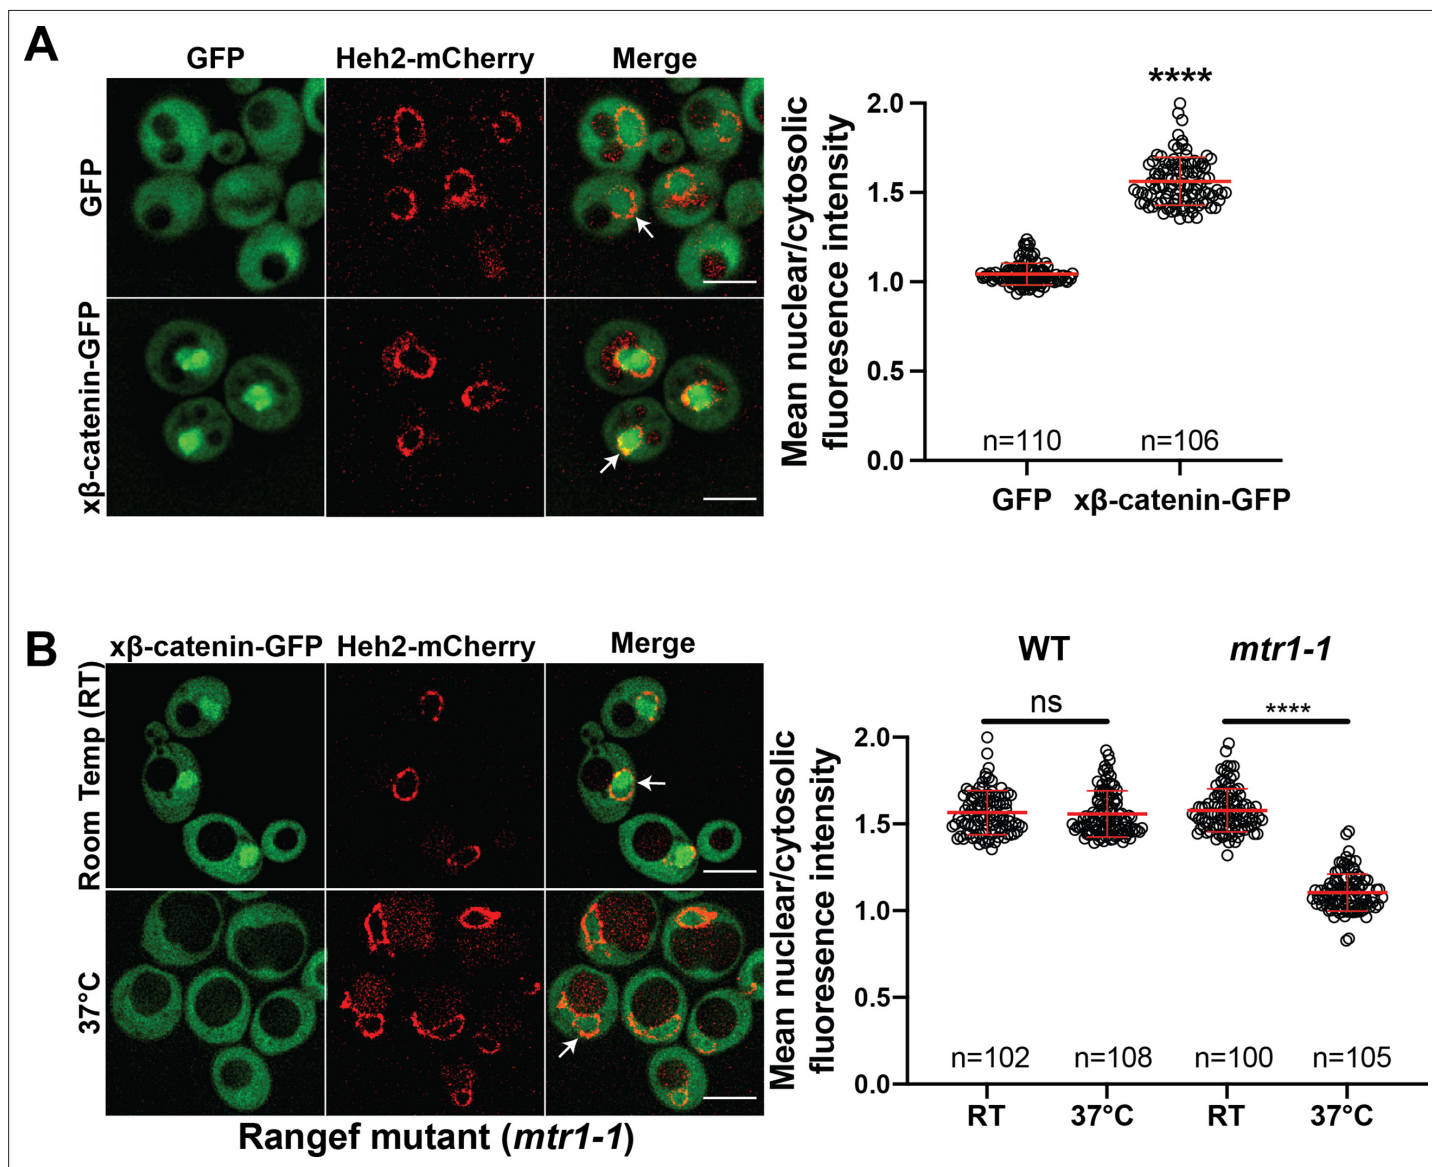 A
GFP Heh2-mCherry Merge
GFP
xβ-catenin-GFP
Mean nuclear/cytosolic
fluoresence intensity
****
2.0
1.5
1.0
0.5
0.0
n=110 n=106
GFP xβ-catenin-GFP
B
xβ-catenin-GFP Heh2-mCherry Merge
Room Temp (RT)
37°C
Rangef mutant (mtr1-1)
Mean nuclear/cytosolic
fluoresence intensity
WT mtr1-1
ns ****
2.0
1.5
1.0
0.5
0.0
n=102 n=108 n=100 n=105
RT 37°C RT 37°C